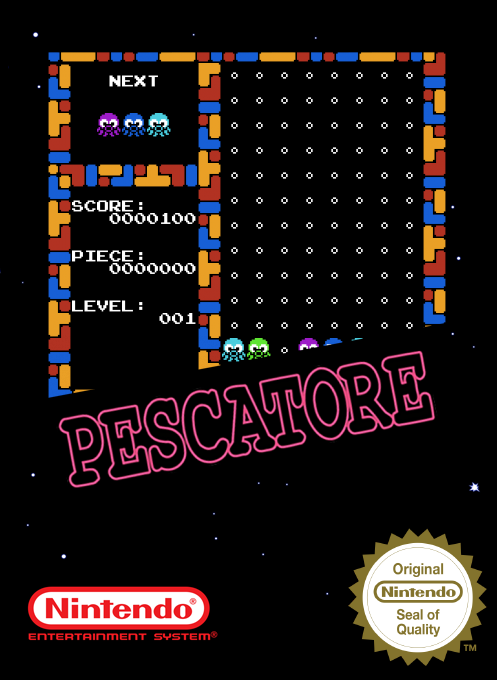 NEXT
SCORE:
0000100
PIECE:
0000000
LEVEL:
001
PESCATORE
Nintendo®
ENTERTAINMENT SYSTEM®
Original
Nintendo
Seal of
Quality
TM